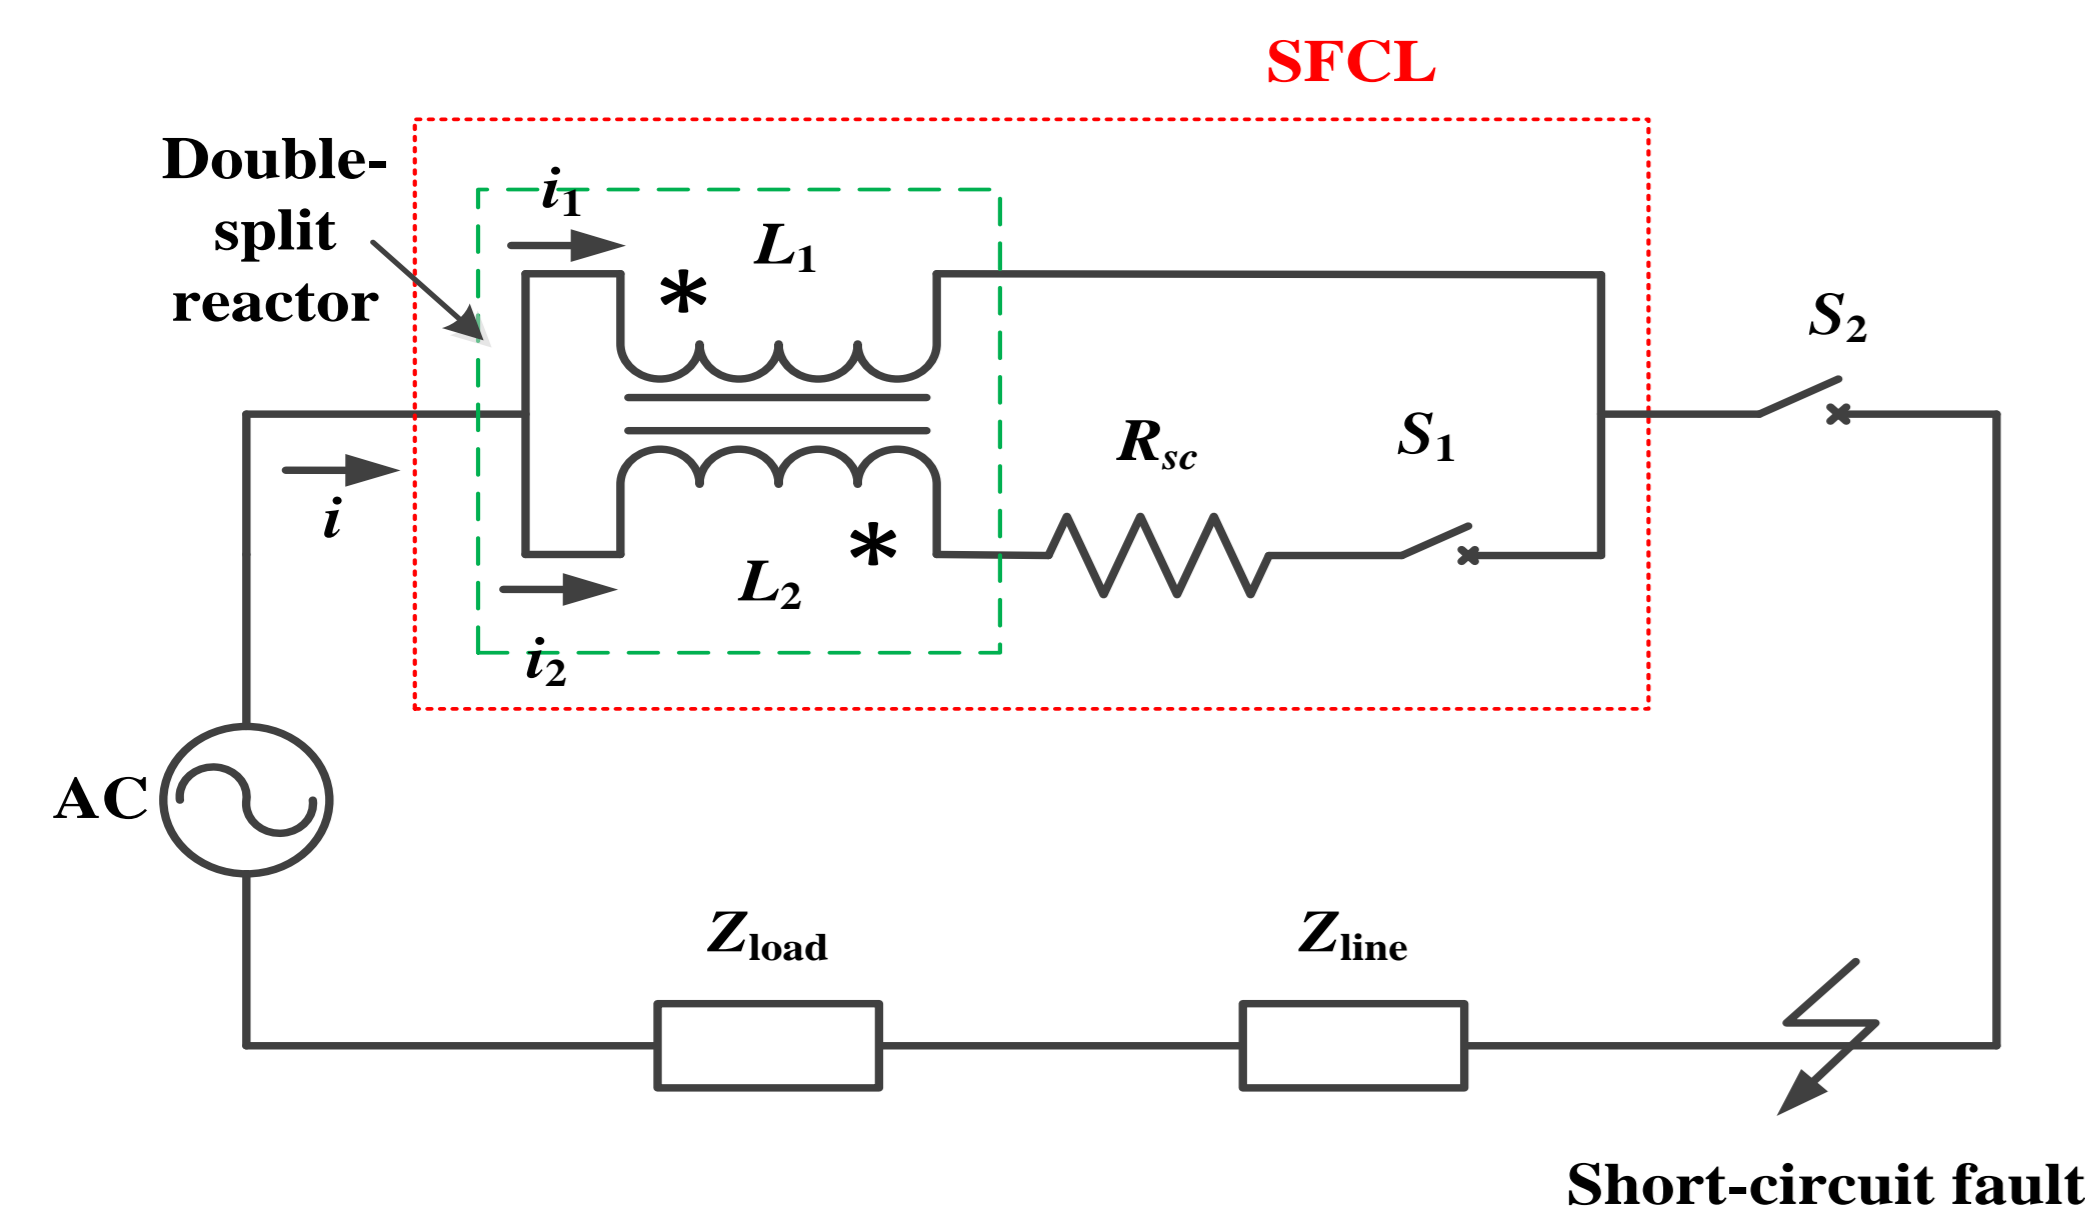 SFCL
Double-
split
reactor
i1
L1
*
S2
Rsc
S1
i
*
L2
i2
AC
Zload
Zline
Short-circuit fault